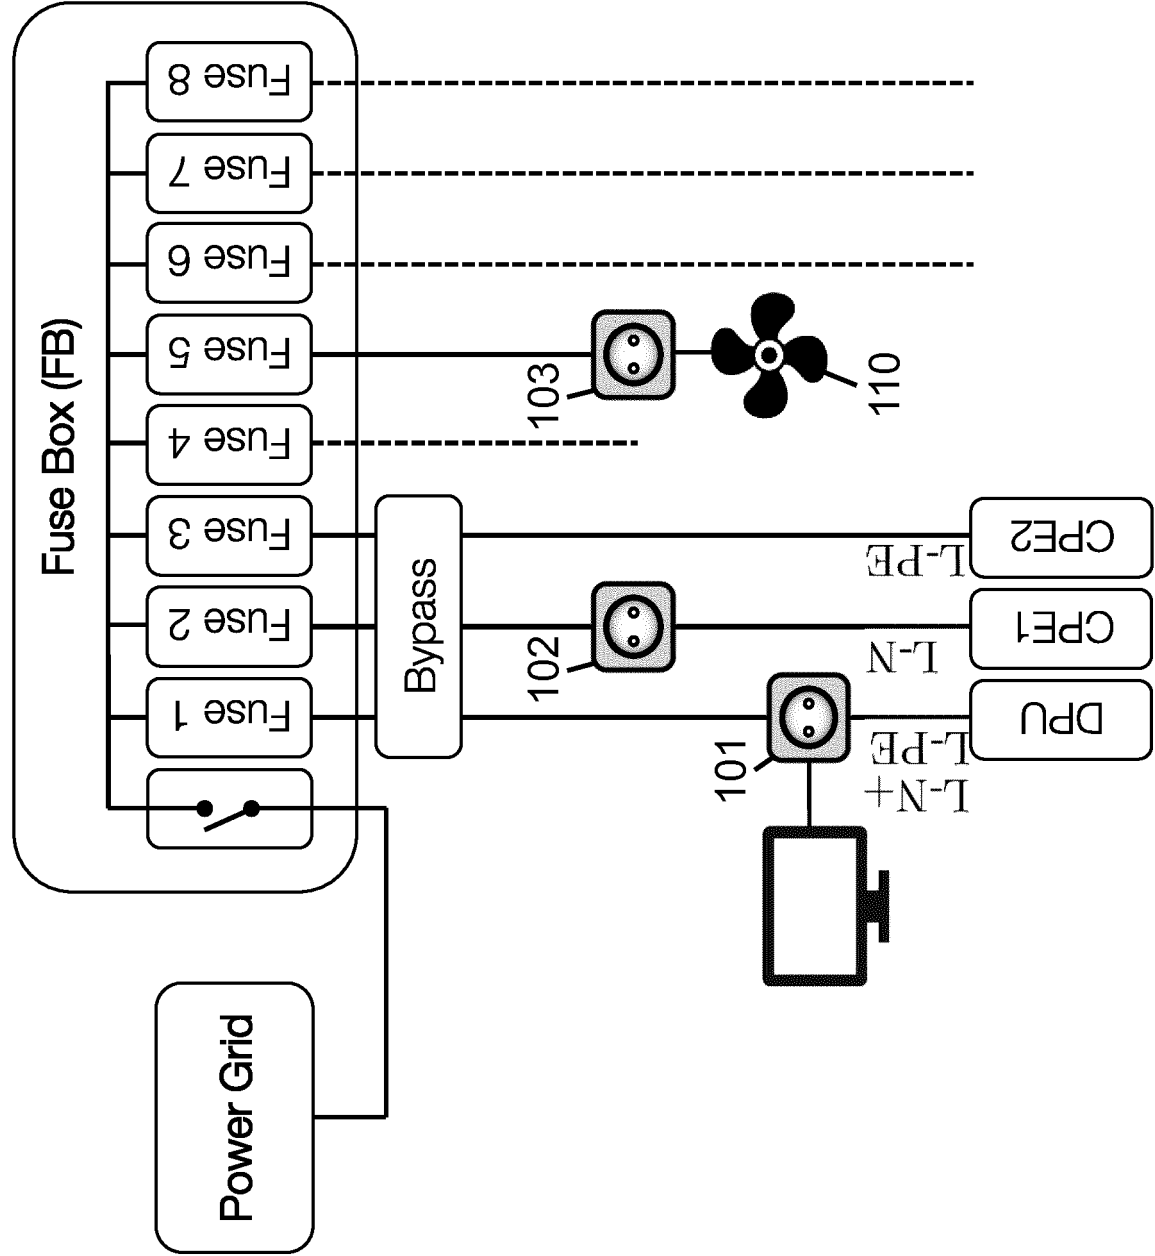 Fuse Box (FB)
Fuse 8
Fuse 7
Fuse 6
Fuse 5
Fuse 4
Fuse 3
Fuse 2
Fuse 1
Power Grid
Bypass
103
110
102
101
L-PE
CPE2
L-N
CPE1
L-N+
L-PE
DPU